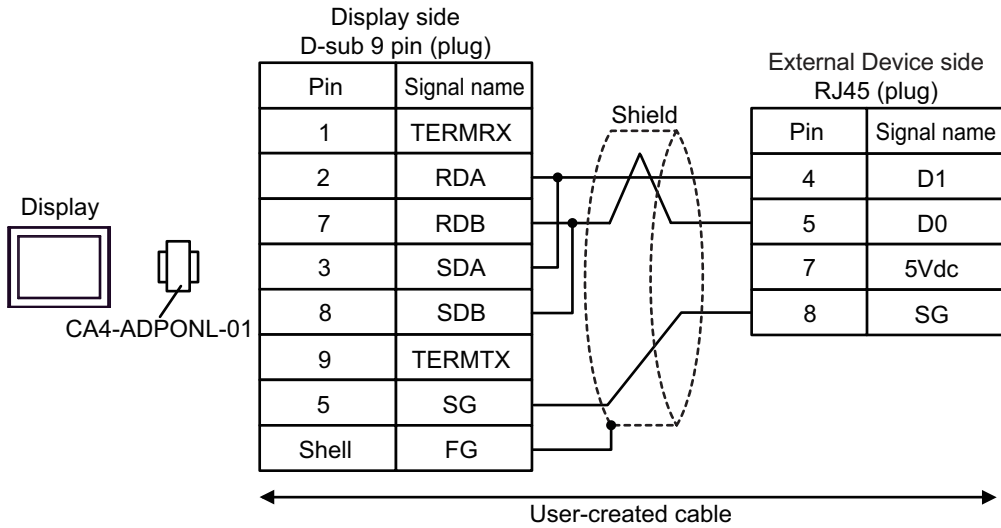 Display side
D-sub 9 pin (plug)
Pin Signal name
1 TERMRX
2 RDA
7 RDB
3 SDA
8 SDB
9 TERMTX
5 SG
Shell FG
Shield
External Device side
RJ45 (plug)
Pin Signal name
4 D1
5 D0
7 5Vdc
8 SG
Display
CA4-ADPONL-01
User-created cable